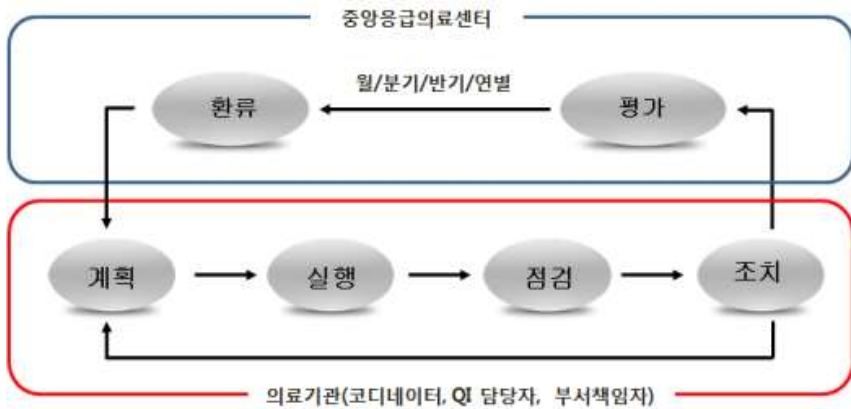 중앙응급의료센터
월/분기/반기/연별
환류
평가
계획
실행
점검
조치
의료기관(코디네이터, QI 담당자, 부서책임자)